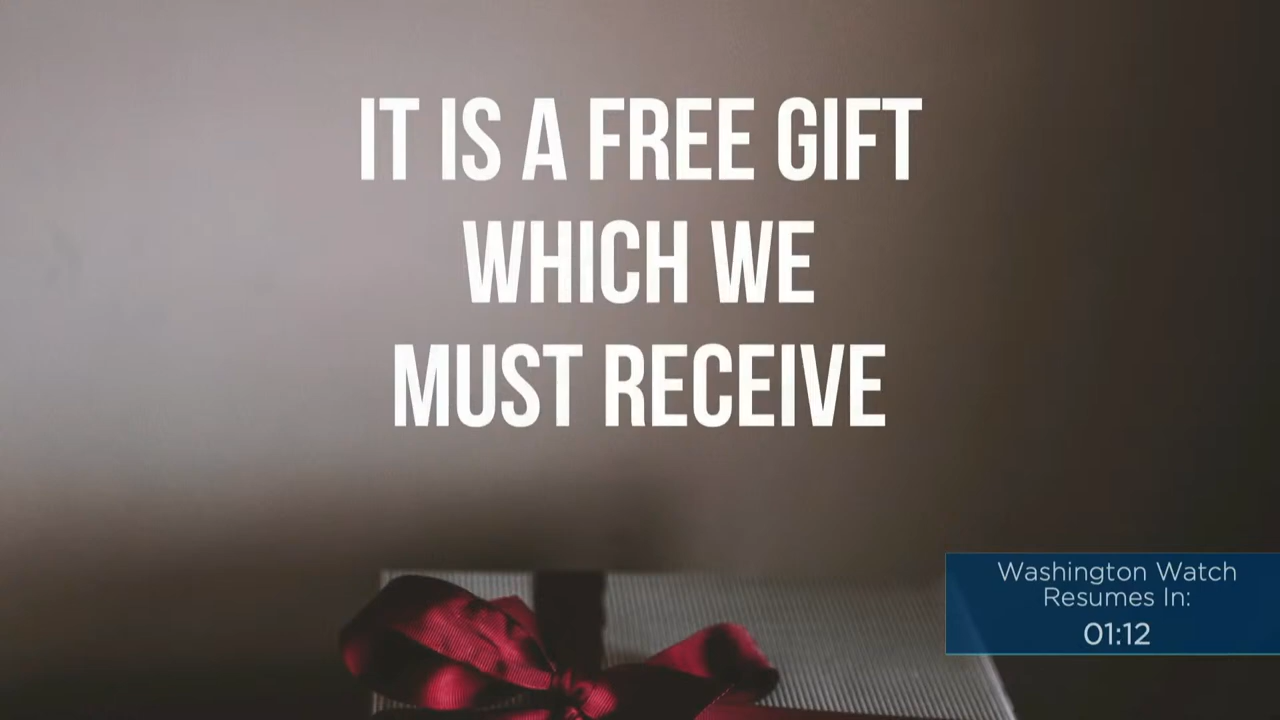 IT IS A FREE GIFT
WHICH WE
MUST RECEIVE
Washington Watch
Resumes In:
01:12